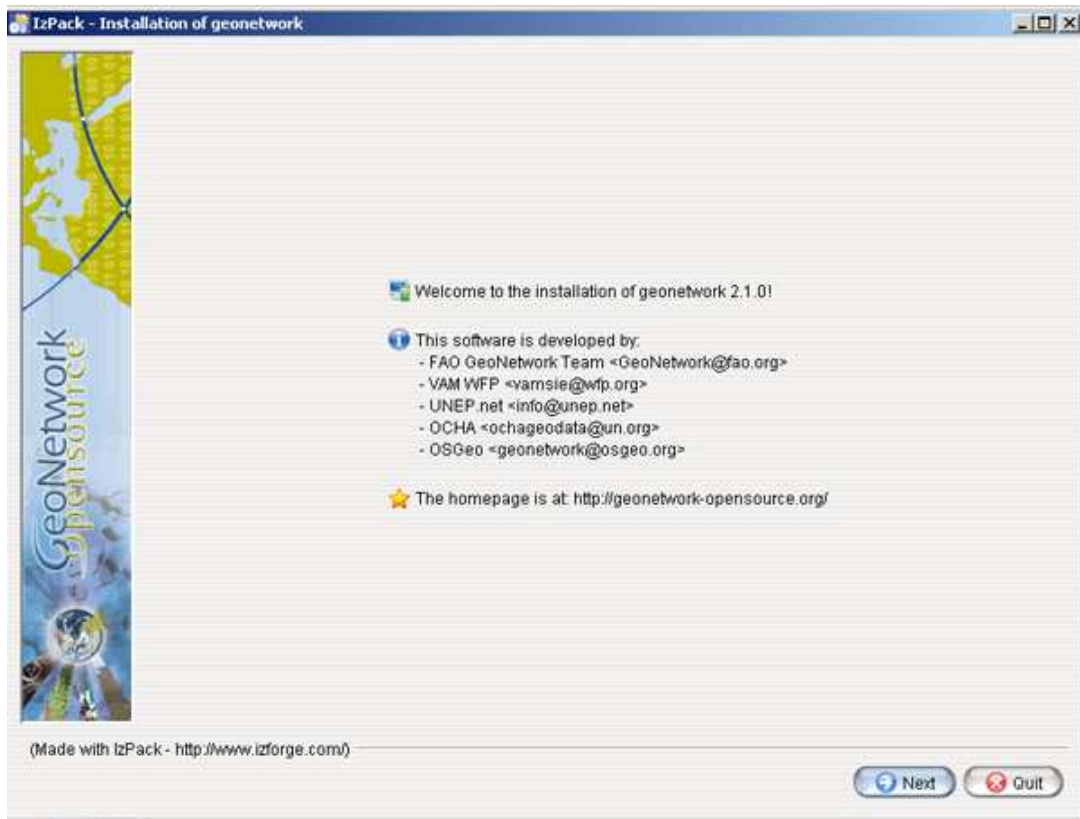 IzPack - Installation of geonetwork
GeoNetwork
opensource
Welcome to the installation of geonetwork 2.1.0!
This software is developed by:
- FAO GeoNetwork Team <GeoNetwork@fao.org>
- VAM WFP <vamsie@wfp.org>
- UNEP.net <info@unep.net>
- OCHA <ochageodata@un.org>
- OSGeo <geonetwork@osgeo.org>
The homepage is at: http://geonetwork-opensource.org/
(Made with IzPack - http://www.izforge.com/)
Next
Quit